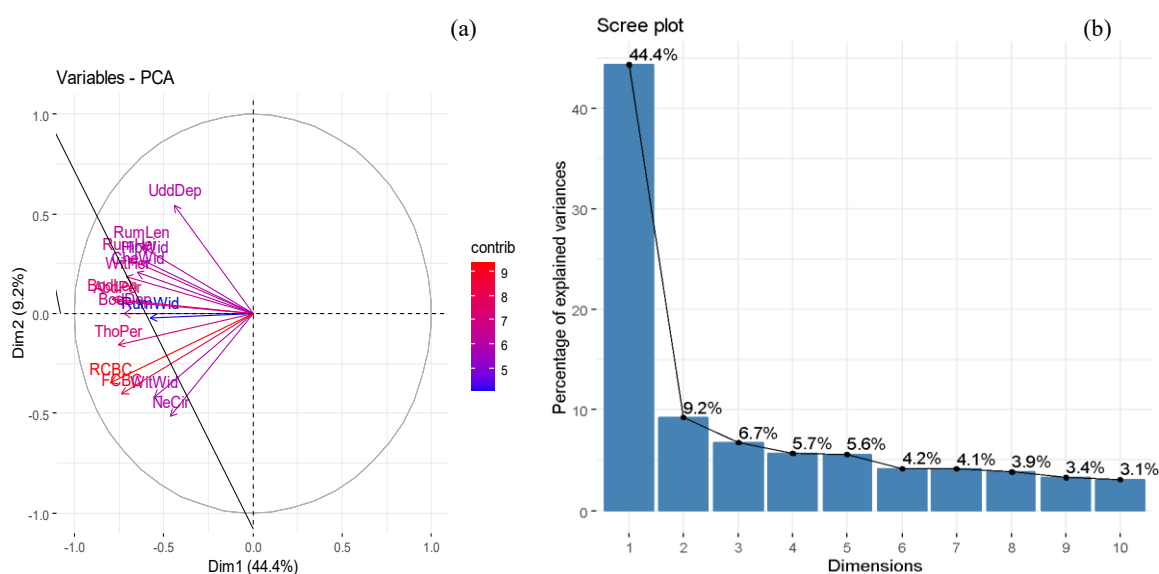 (a)
Variables - PCA
Dim2 (9.2%)
1.0
0.5
0.0
-0.5
-1.0
UddDep
RumLen
HipWid
RumWid
ThoPer
RCBC
FCBC
WitWid
NeCir
-1.0
-0.5
0.0
0.5
1.0
Dim1 (44.4%)
contrib
9
8
7
6
5
(b)
Scree plot
Percentage of explained variances
40
30
20
10
0
44.4%
9.2%
6.7%
5.7%
5.6%
4.2%
4.1%
3.9%
3.4%
3.1%
1
2
3
4
5
6
7
8
9
10
Dimensions